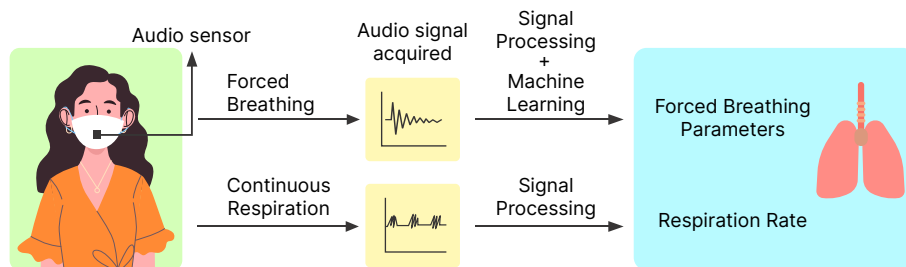 Audio sensor
Forced
Breathing
Continuous
Respiration
Audio signal
acquired
Signal
Processing
+
Machine
Learning
Signal
Processing
Forced Breathing
Parameters
Respiration Rate